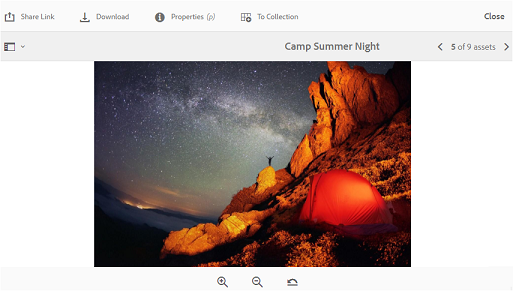 Share Link Download Properties (p) To Collection Close
Camp Summer Night 5 of 9 assets